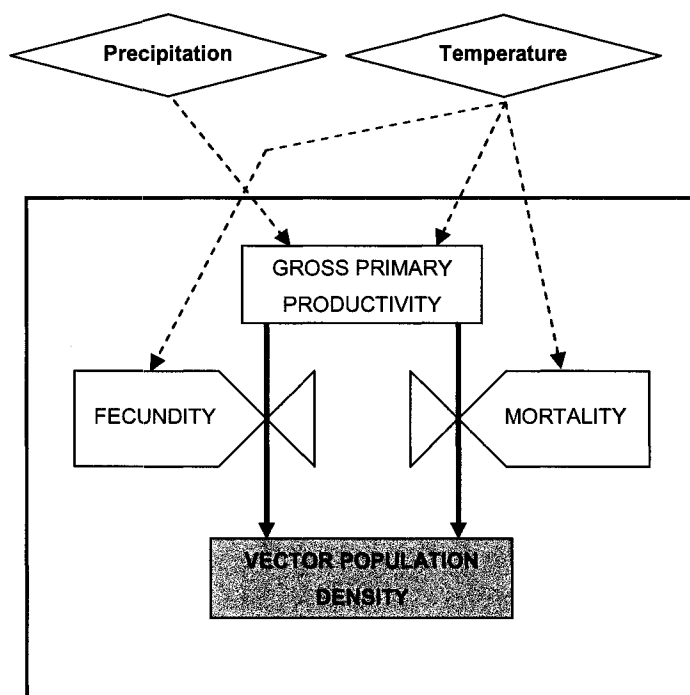 Precipitation
Temperature
GROSS PRIMARY
PRODUCTIVITY
FECUNDITY
MORTALITY
VECTOR POPULATION
DENSITY